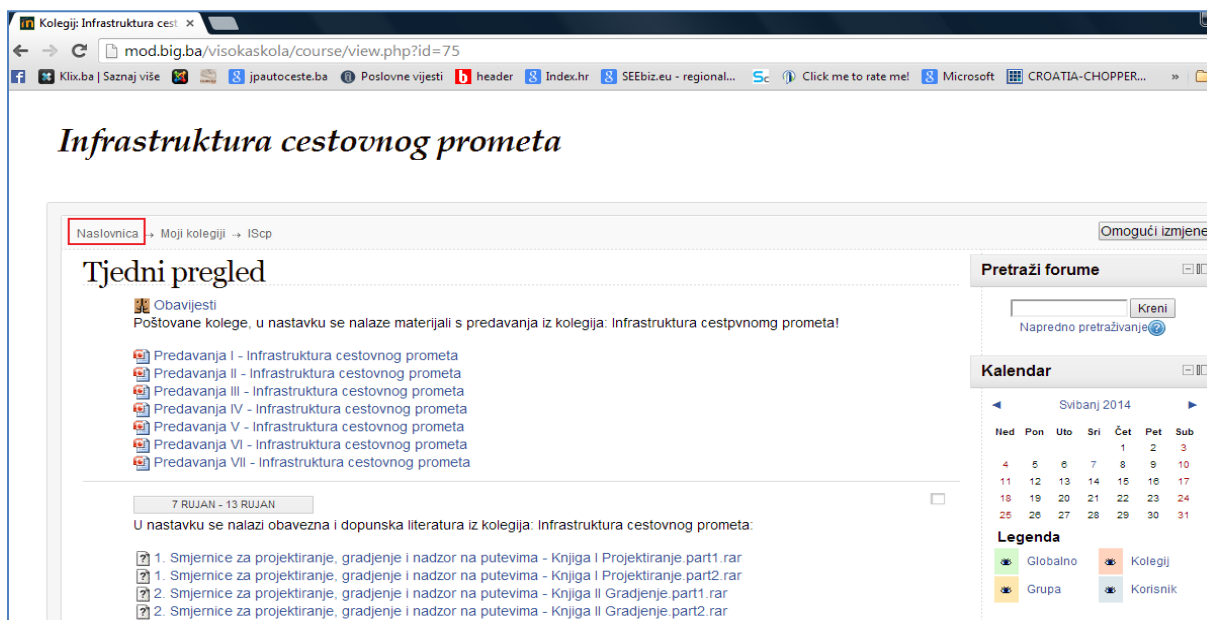 Kolegij: Infrastruktura cest ×
mod.big.ba/visokaskola/course/view.php?id=75
Klix.ba | Saznaj više jpautoceste.ba Poslovne vijesti header Index.hr SEEbiz.eu - regional... Click me to rate me! Microsoft CROATIA-CHOPPER... »
Infrastruktura cestovnog prometa
Naslovnica → Moji kolegiji → IScp
Omogući izmjene
Tjedni pregled
Obavijesti
Poštovane kolege, u nastavku se nalaze materijali s predavanja iz kolegija: Infrastruktura cestpvnomg prometa!
Predavanja I - Infrastruktura cestovnog prometa
Predavanja II - Infrastruktura cestovnog prometa
Predavanja III - Infrastruktura cestovnog prometa
Predavanja IV - Infrastruktura cestovnog prometa
Predavanja V - Infrastruktura cestovnog prometa
Predavanja VI - Infrastruktura cestovnog prometa
Predavanja VII - Infrastruktura cestovnog prometa
7 RUJAN - 13 RUJAN
U nastavku se nalazi obavezna i dopunska literatura iz kolegija: Infrastruktura cestovnog prometa:
1. Smjernice za projektiranje, gradjenje i nadzor na putevima - Knjiga I Projektiranje.part1.rar
1. Smjernice za projektiranje, gradjenje i nadzor na putevima - Knjiga I Projektiranje.part2.rar
2. Smjernice za projektiranje, gradjenje i nadzor na putevima - Knjiga II Gradjenje.part1.rar
2. Smjernice za projektiranje, gradjenje i nadzor na putevima - Knjiga II Gradjenje.part2.rar
Pretraži forume
Kreni
Napredno pretraživanje
Kalendar
◄ Svibanj 2014 ►
Ned Pon Uto Sri Čet Pet Sub
1 2 3
4 5 6 7 8 9 10
11 12 13 14 15 16 17
18 19 20 21 22 23 24
25 26 27 28 29 30 31
Legenda
Globalno Kolegij
Grupa Korisnik